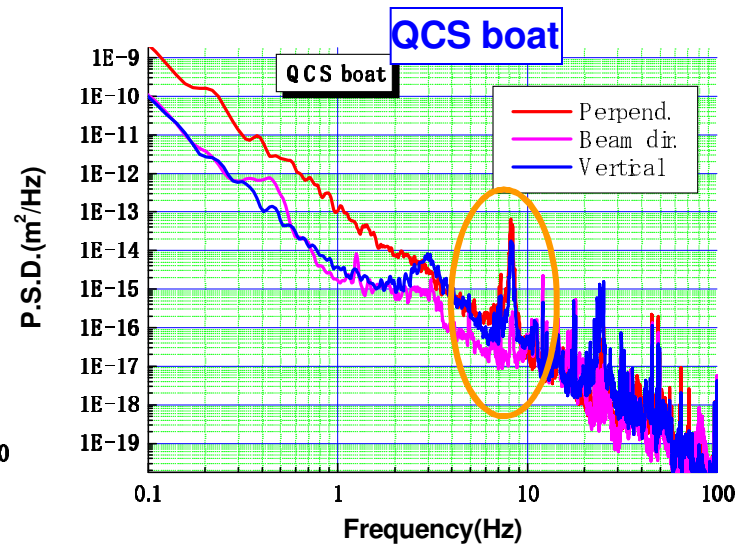 QCS boat
QCS boat
Perpend.
Beam dir.
Vertical
P.S.D.(m²/Hz)
1E-9
1E-10
1E-11
1E-12
1E-13
1E-14
1E-15
1E-16
1E-17
1E-18
1E-19
0
0.1 1 10 100
Frequency(Hz)